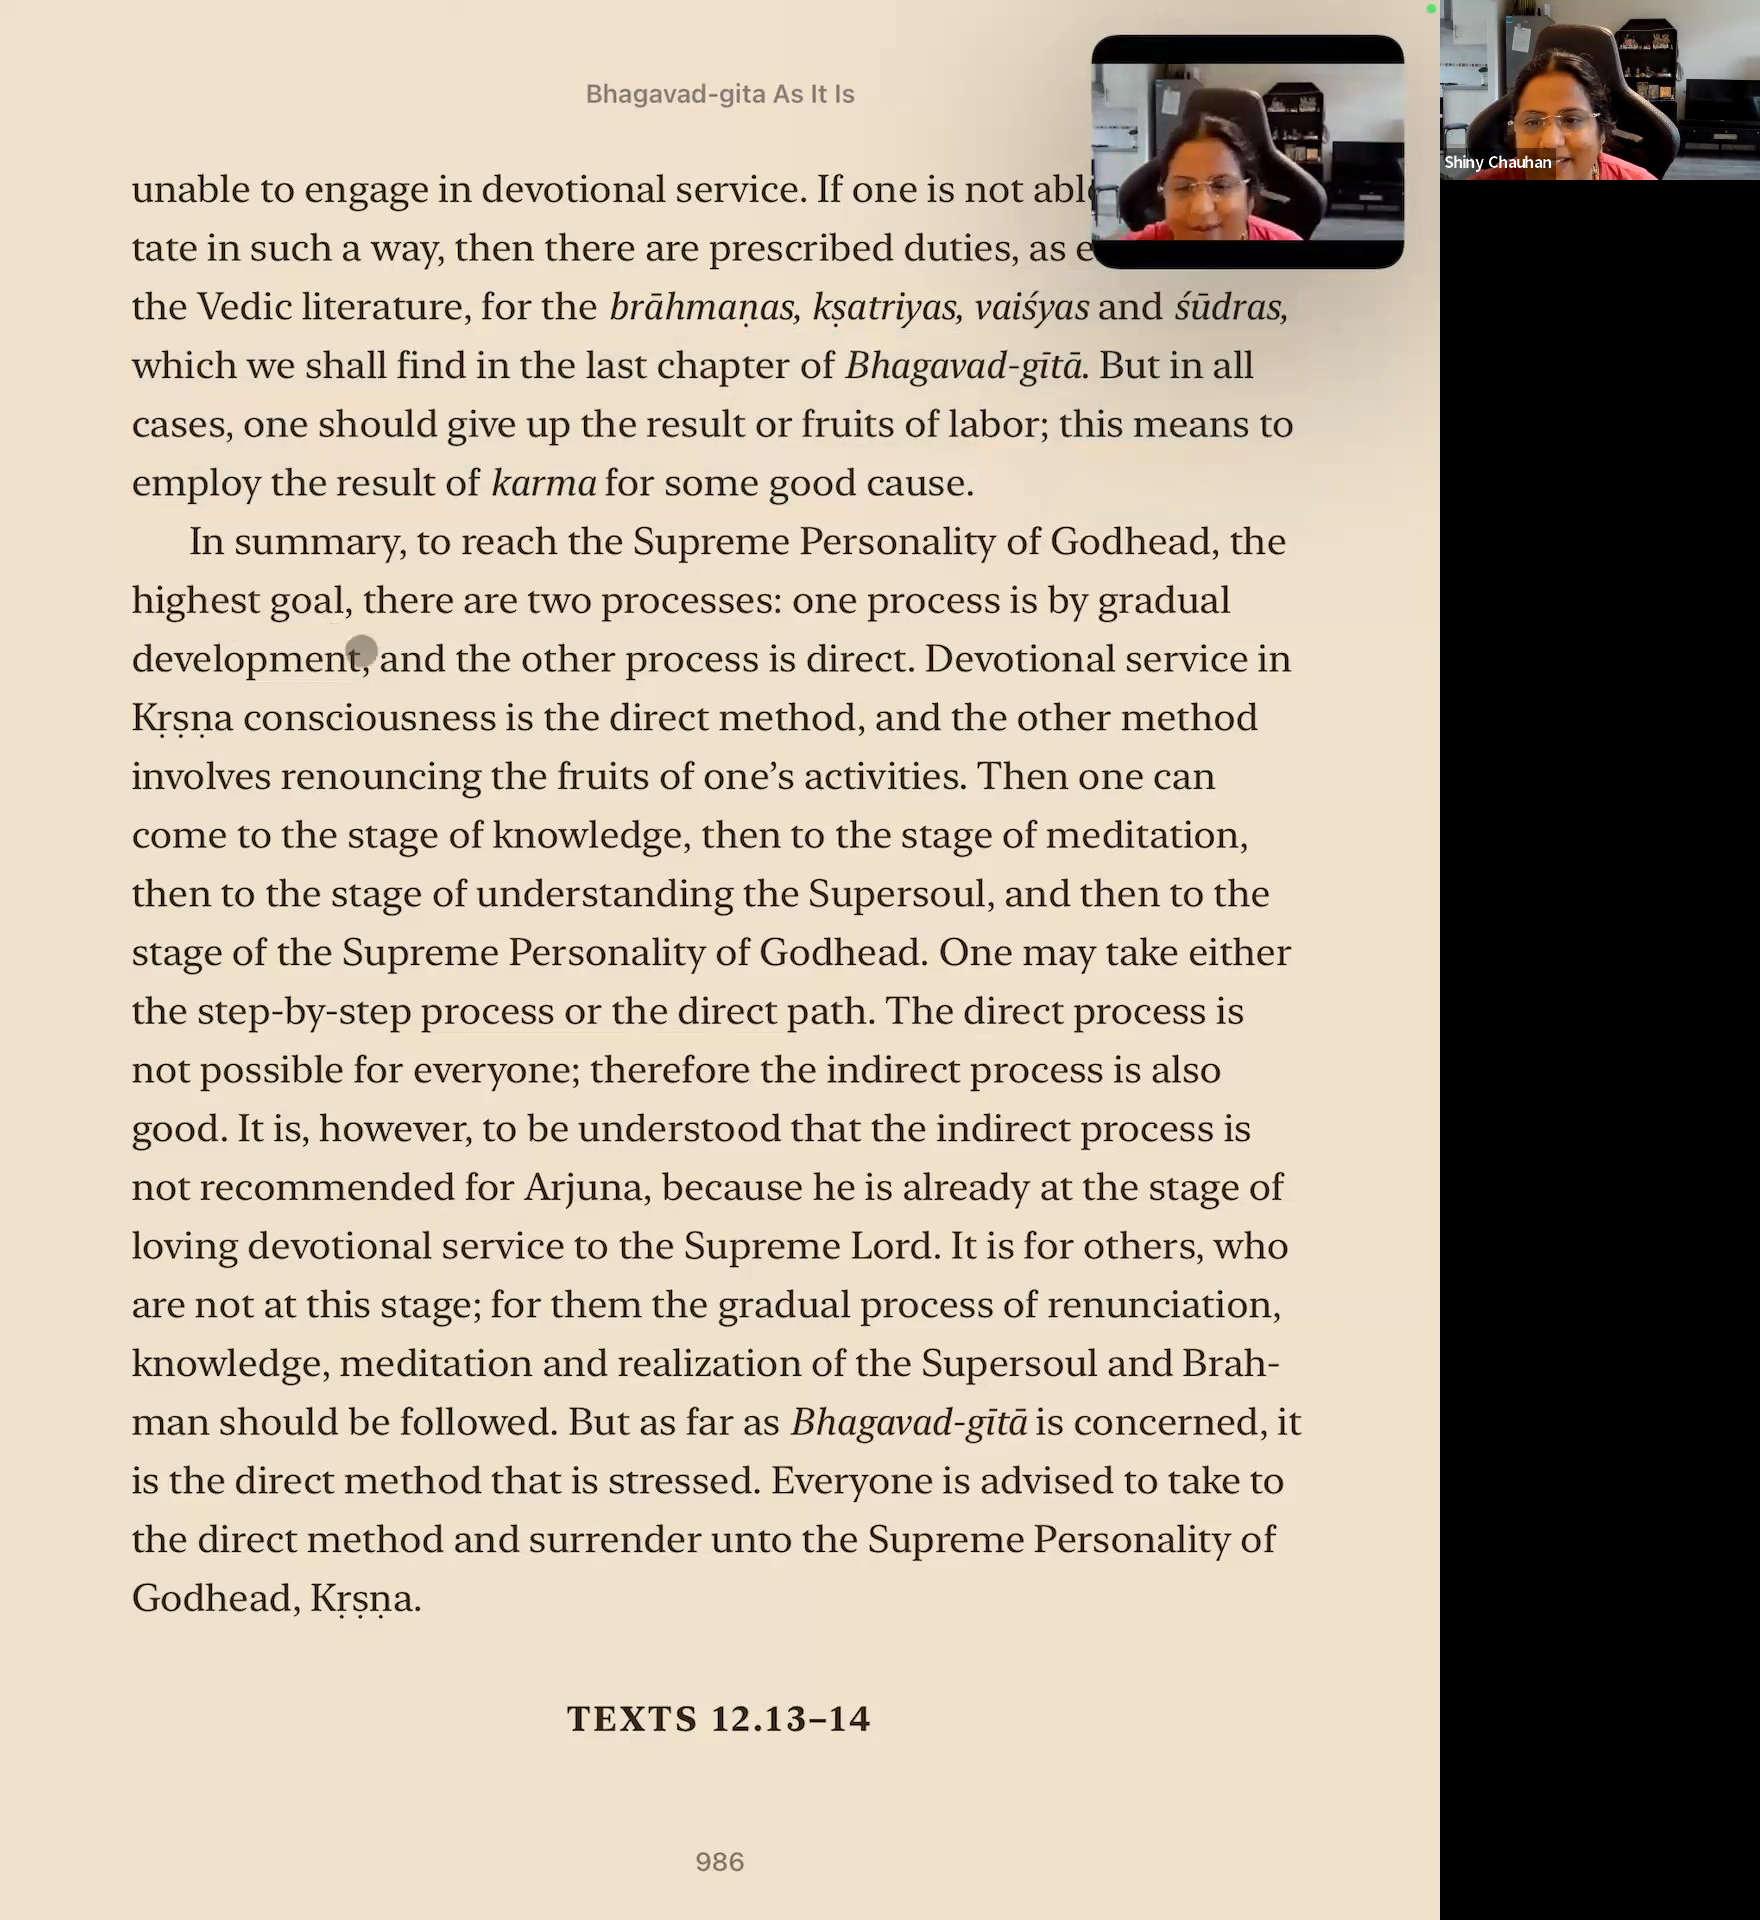 Bhagavad-gita As It Is
unable to engage in devotional service. If one is not able
tate in such a way, then there are prescribed duties, as
the Vedic literature, for the brāhmaṇas, kṣatriyas, vaiśyas and śūdras,
which we shall find in the last chapter of Bhagavad-gītā. But in all
cases, one should give up the result or fruits of labor; this means to
employ the result of karma for some good cause.
In summary, to reach the Supreme Personality of Godhead, the
highest goal, there are two processes: one process is by gradual
development, and the other process is direct. Devotional service in
Kṛṣṇa consciousness is the direct method, and the other method
involves renouncing the fruits of one’s activities. Then one can
come to the stage of knowledge, then to the stage of meditation,
then to the stage of understanding the Supersoul, and then to the
stage of the Supreme Personality of Godhead. One may take either
the step-by-step process or the direct path. The direct process is
not possible for everyone; therefore the indirect process is also
good. It is, however, to be understood that the indirect process is
not recommended for Arjuna, because he is already at the stage of
loving devotional service to the Supreme Lord. It is for others, who
are not at this stage; for them the gradual process of renunciation,
knowledge, meditation and realization of the Supersoul and Brah-
man should be followed. But as far as Bhagavad-gītā is concerned, it
is the direct method that is stressed. Everyone is advised to take to
the direct method and surrender unto the Supreme Personality of
Godhead, Kṛṣṇa.
TEXTS 12.13–14
986
Shiny Chauhan